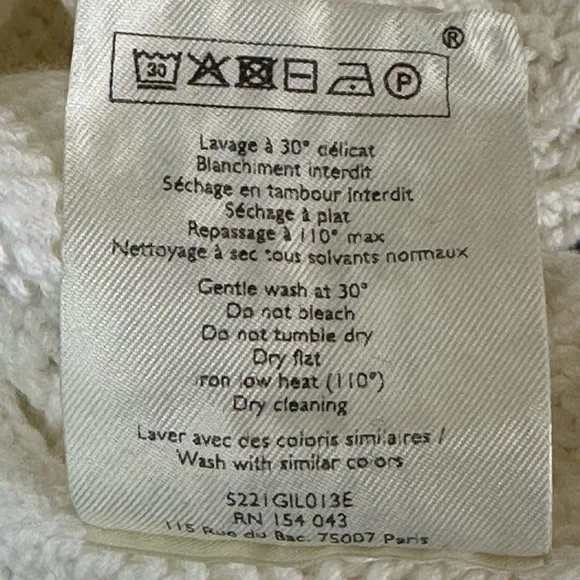 ®
30 P
Lavage à 30° délicat
Blanchiment interdit
Séchage en tambour interdit
Séchage à plat
Repassage à 110° max
Nettoyage à sec tous solvants normaux
Gentle wash at 30°
Do not bleach
Do not tumble dry
Dry flat
Iron low heat (110°)
Dry cleaning
Laver avec des coloris similaires /
Wash with similar colors
S221GIL013E
RN 154 043
115 Rue du Bac, 75007 Paris